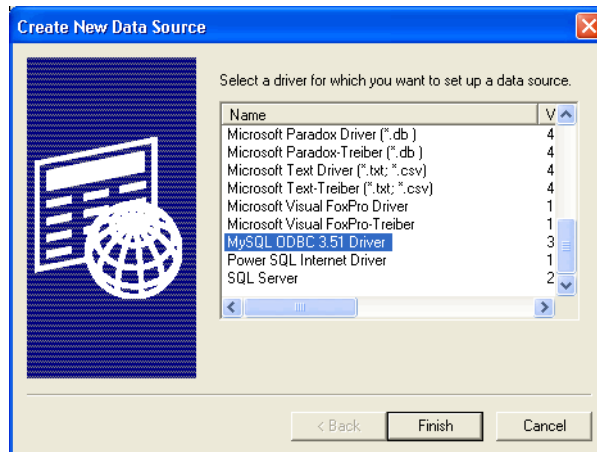 Create New Data Source
Select a driver for which you want to set up a data source.
Name V
Microsoft Paradox Driver (*.db ) 4
Microsoft Paradox-Treiber (*.db ) 4
Microsoft Text Driver (*.txt; *.csv) 4
Microsoft Text-Treiber (*.txt; *.csv) 4
Microsoft Visual FoxPro Driver 1
Microsoft Visual FoxPro-Treiber 1
MySQL ODBC 3.51 Driver 3
Power SQL Internet Driver 1
SQL Server 2
< Back Finish Cancel